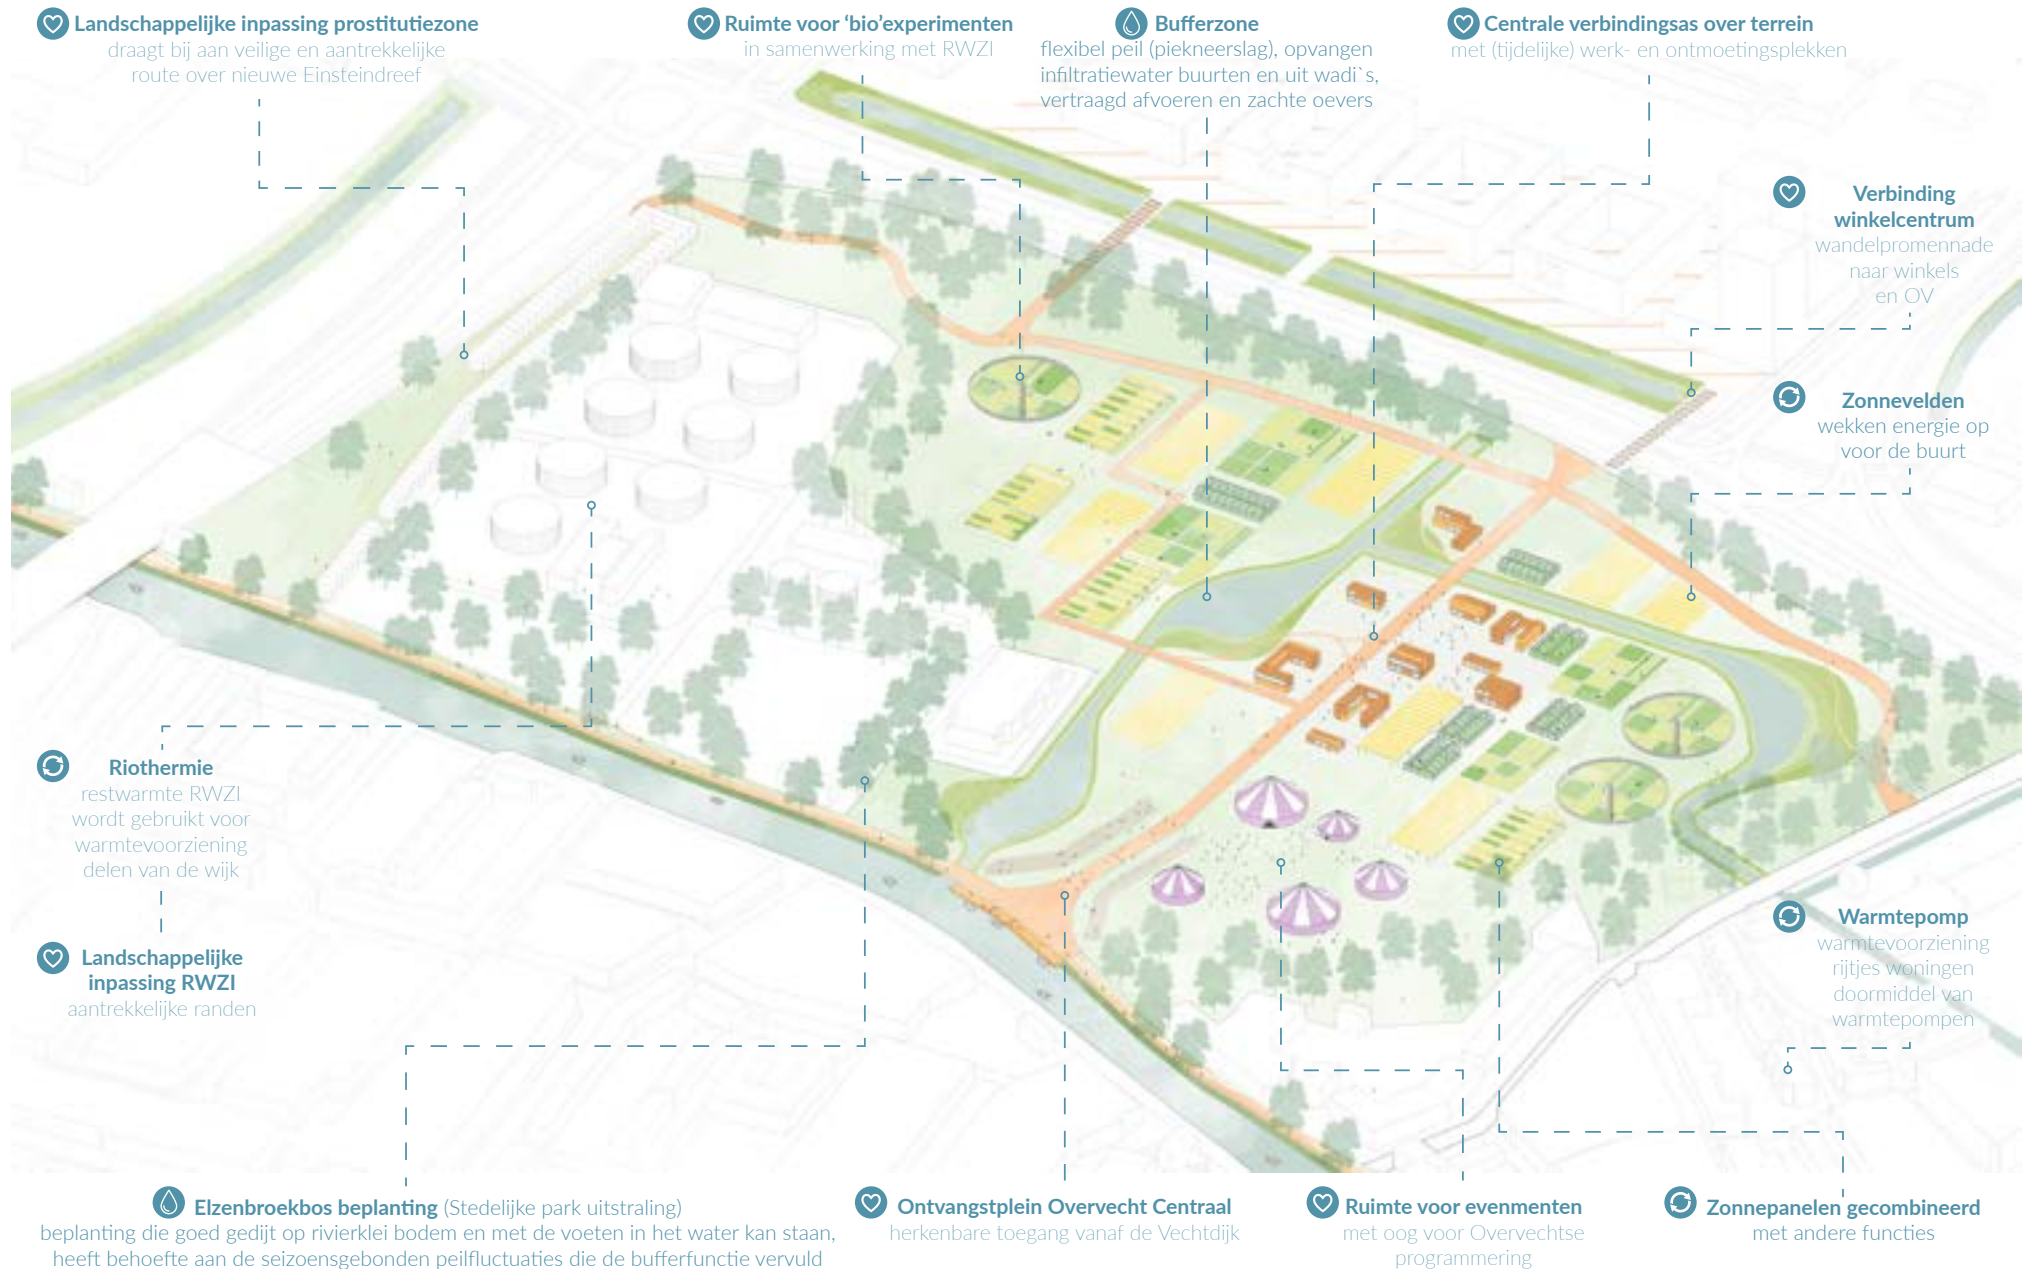 Landschappelijke inpassing prostitutiezone
draagt bij aan veilige en aantrekkelijke
route over nieuwe Einsteindreef
Ruimte voor ‘bio’experimenten
in samenwerking met RWZI
Bufferzone
flexibel peil (piekneerslag), opvangen
infiltratiewater buurten en uit wadi`s,
vertraagd afvoeren en zachte oevers
Centrale verbindingsas over terrein
met (tijdelijke) werk- en ontmoetingsplekken
Verbinding
winkelcentrum
wandelpromennade
naar winkels
en OV
Zonnevelden
wekken energie op
voor de buurt
Riothermie
restwarmte RWZI
wordt gebruikt voor
warmtevoorziening
delen van de wijk
Landschappelijke
inpassing RWZI
aantrekkelijke randen
Warmtepomp
warmtevoorziening
rijtjes woningen
doormiddel van
warmtepompen
Elzenbroekbos beplanting (Stedelijke park uitstraling)
beplanting die goed gedijt op rivierklei bodem en met de voeten in het water kan staan,
heeft behoefte aan de seizoensgebonden peilfluctuaties die de bufferfunctie vervuld
Ontvangstplein Overvecht Centraal
herkenbare toegang vanaf de Vechtdijk
Ruimte voor evenmenten
met oog voor Overvechtse
programmering
Zonnepanelen gecombineerd
met andere functies